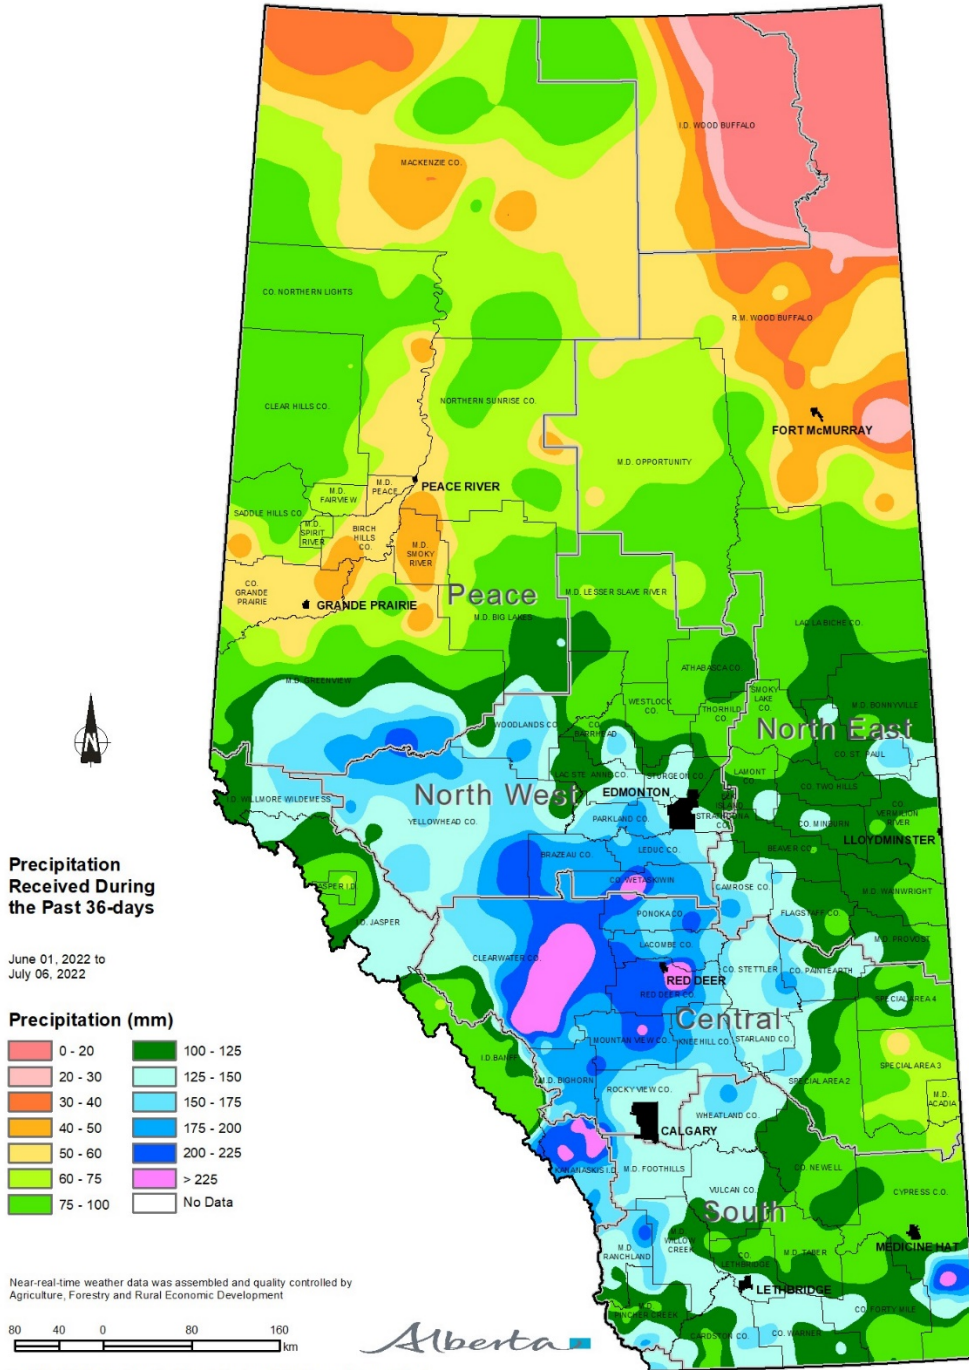 I.D. WOOD BUFFALO
MACKENZIE CO.
CO. NORTHERN LIGHTS
R.M. WOOD BUFFALO
CLEAR HILLS CO.
NORTHERN SUNRISE CO.
FORT McMURRAY
M.D. OPPORTUNITY
M.D.
PEACE
PEACE RIVER
M.D.
FAIRVIEW
SADDLE HILLS CO.
M.D.
SPIRIT
RIVER
BIRCH
HILLS
CO.
M.D.
SMOKY
RIVER
CO.
GRANDE
PRAIRIE
GRANDE PRAIRIE
Peace
M.D. BIG LAKES
M.D. LESSER SLAVE RIVER
LAC LA BICHE CO.
ATHABASCA CO.
M.D. GREENVIEW
WOODLANDS CO.
CO.
BARRHEAD
WESTLOCK
CO.
THORHILD
CO.
SMOKY
LAKE
CO.
M.D. BONNYVILLE
North East
CO. ST. PAUL
LAC STE. ANNE CO.
STURGEON CO.
LAMONT
CO.
CO. TWO HILLS
I.D. WILLMORE WILDERNESS
North West
EDMONTON
ISLAND
STRATHCONA
CO.
CO.
VERMILION
RIVER
YELLOWHEAD CO.
PARKLAND CO.
CO. MINBURN
LLOYDMINSTER
BRAZEAU CO.
LEDUC CO.
BEAVER CO.
CO. WETASKIWIN
CAMROSE CO.
M.D. WAINWRIGHT
JASPER I.D.
I.D. JASPER
PONOKA CO.
FLAGSTAFF CO.
M.D. PROVOST
LACOMBE CO.
CLEARWATER CO.
CO. STETTLER
CO. PAINTEARTH
RED DEER
RED DEER CO.
SPECIAL AREA 4
Central
MOUNTAIN VIEW CO.
KNEEHILL CO.
STARLAND CO.
I.D. BANFF
SPECIAL AREA 3
M.D. BIGHORN
ROCKY VIEW CO.
SPECIAL AREA 2
M.D.
ACADIA
WHEATLAND CO.
CALGARY
KANANASKIS I.D.
M.D. FOOTHILLS
CO. NEWELL
VULCAN CO.
CYPRESS CO.
South
M.D.
WILLOW
CREEK
M.D.
RANCHLAND
CO.
LETHBRIDGE
M.D. TABER
MEDICINE HAT
LETHBRIDGE
M.D.
PINCHER CREEK
CO. FORTY MILE
CARDSTON CO.
CO. WARNER
N
Precipitation
Received During
the Past 36-days
June 01, 2022 to
July 06, 2022
Precipitation (mm)
0 - 20
100 - 125
20 - 30
125 - 150
30 - 40
150 - 175
40 - 50
175 - 200
50 - 60
200 - 225
60 - 75
> 225
75 - 100
No Data
Near-real-time weather data was assembled and quality controlled by
Agriculture, Forestry and Rural Economic Development
80 40 0 80 160
km
Alberta